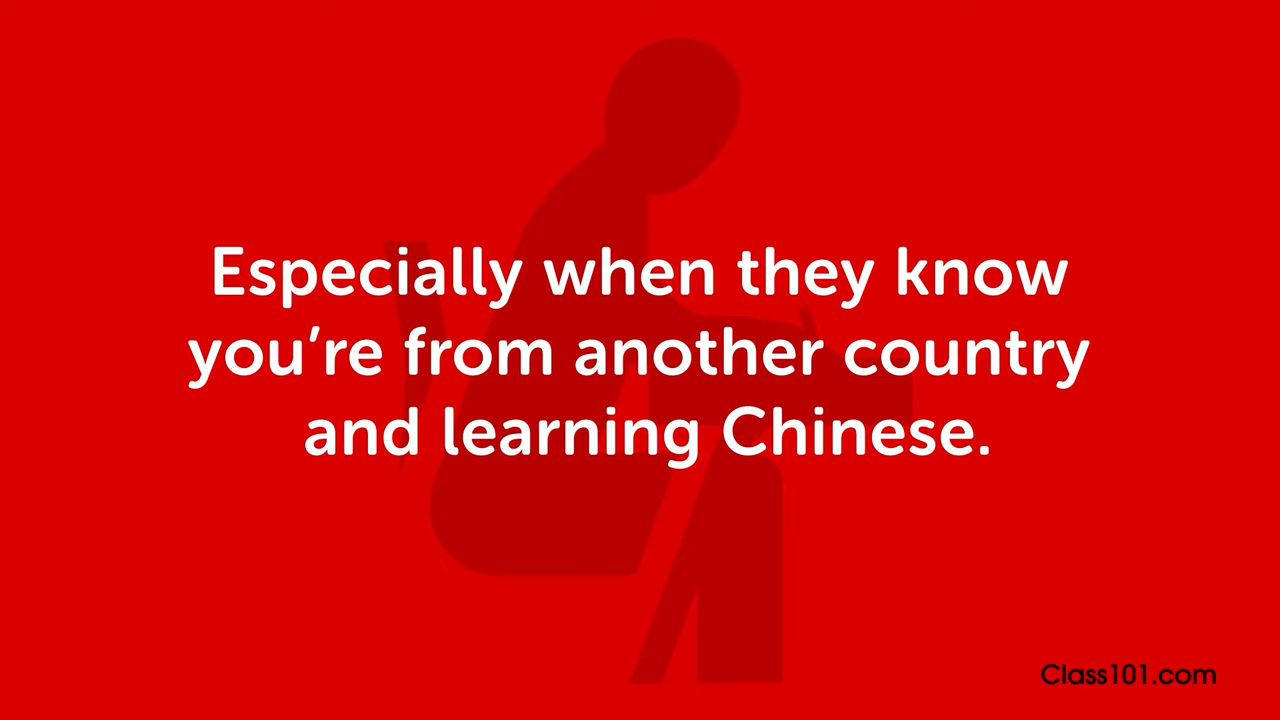 Especially when they know
you’re from another country
and learning Chinese.
Class101.com